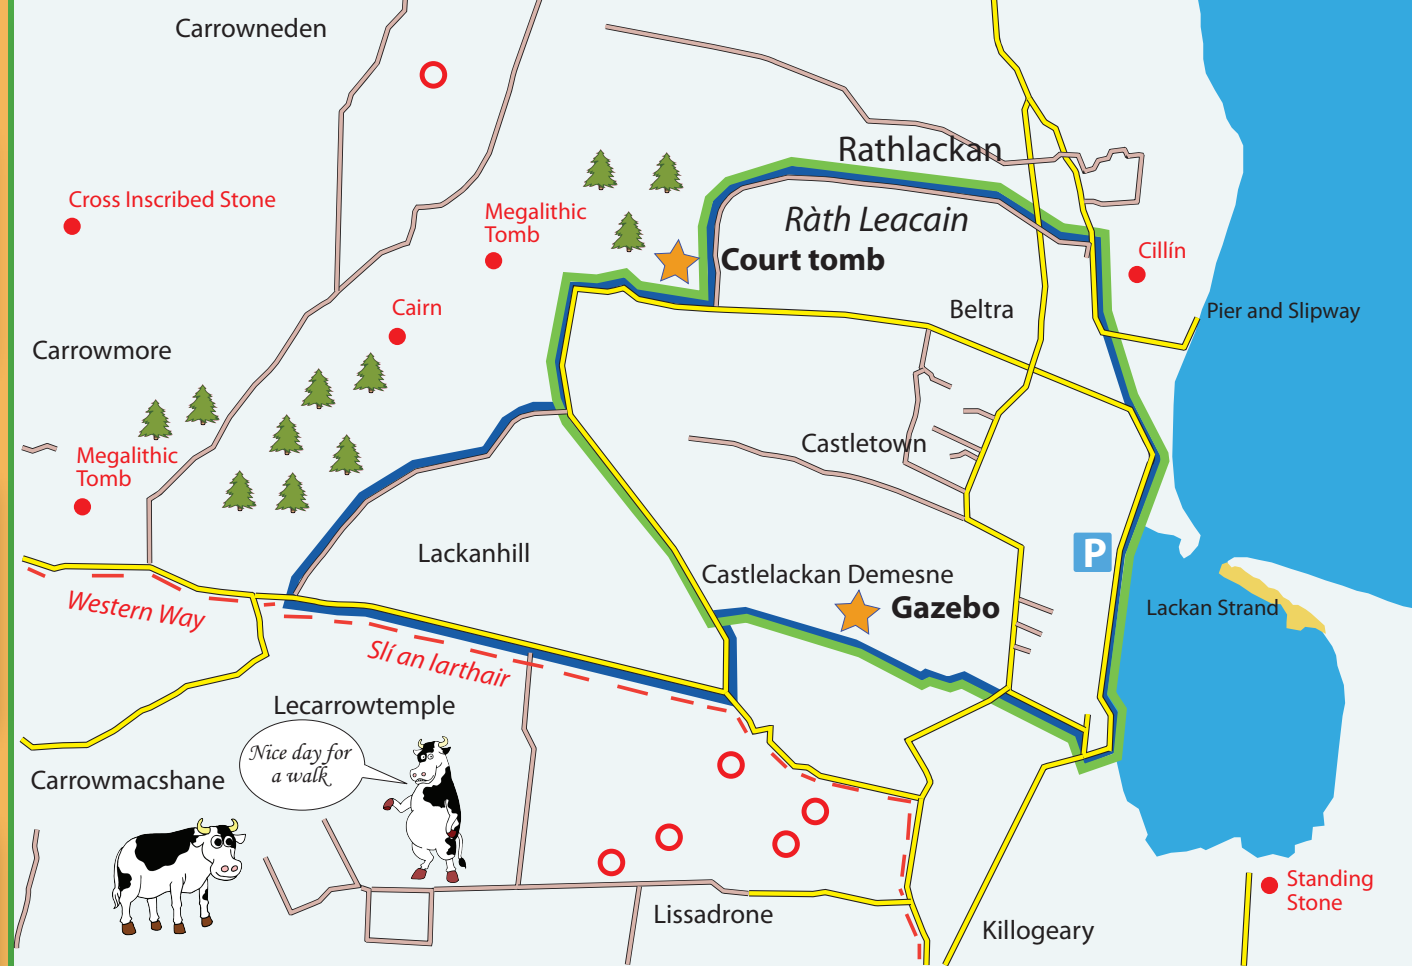 Carrowneden
Rathlackan
Cross Inscribed Stone
Megalithic
Tomb
Ràth Leacain
Court tomb
Cillín
Cairn
Beltra
Pier and Slipway
Carrowmore
Castletown
Megalithic
Tomb
Lackanhill
P
Castlelackan Demesne
Gazebo
Lackan Strand
Western Way
Slí an Iarthair
Lecarrowtemple
Nice day for
a walk
Carrowmacshane
Standing
Stone
Lissadrone
Killogeary